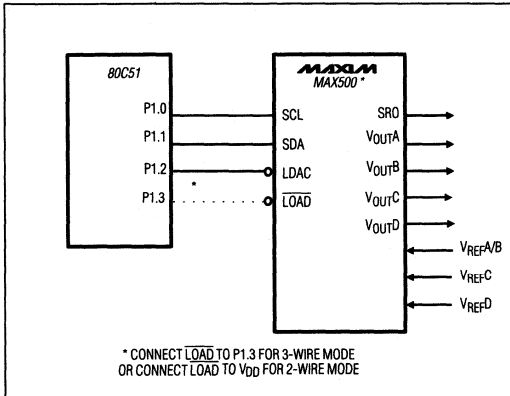 80C51
MAXIM
MAX500 *
P1.0
SCL
SRO
P1.1
SDA
VOUTA
P1.2
LDAC
VOUTB
*
P1.3
LOAD
VOUTC
VOUTD
VREFA/B
VREFC
VREFD
* CONNECT LOAD TO P1.3 FOR 3-WIRE MODE
OR CONNECT LOAD TO VDD FOR 2-WIRE MODE